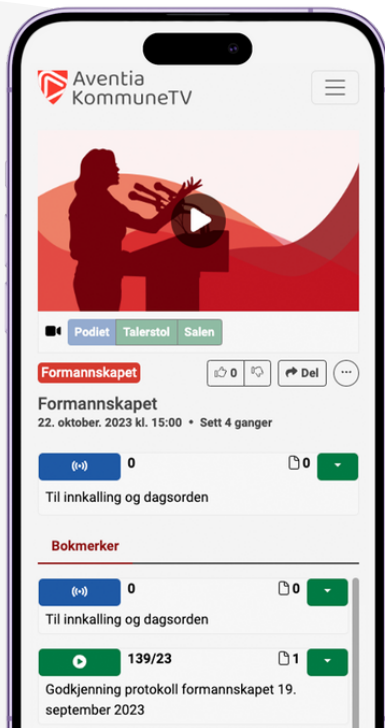 Aventia
KommuneTV
Podiet Talerstol Salen
Formannskapet
0
Del
Formannskapet
22. oktober. 2023 kl. 15:00 • Sett 4 ganger
0 0
Til innkalling og dagsorden
Bokmerker
0 0
Til innkalling og dagsorden
139/23 1
Godkjenning protokoll formannskapet 19.
september 2023